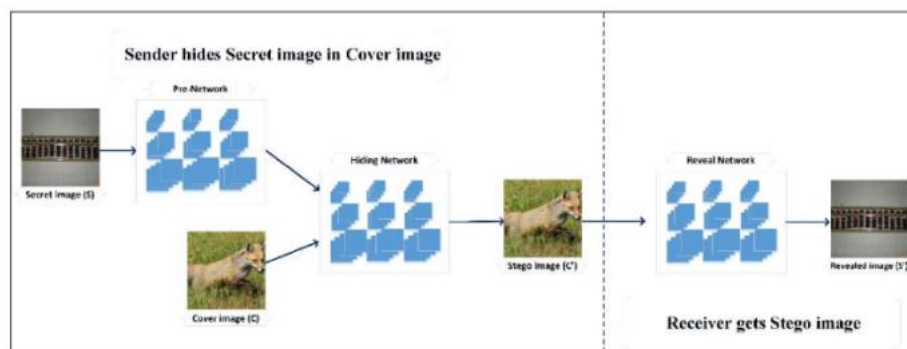 Sender hides Secret image in Cover image
Pre-Network
Secret image (S)
Hiding Network
Cover image (C)
Stego image (C')
Reveal Network
Revealed image (S')
Receiver gets Stego image